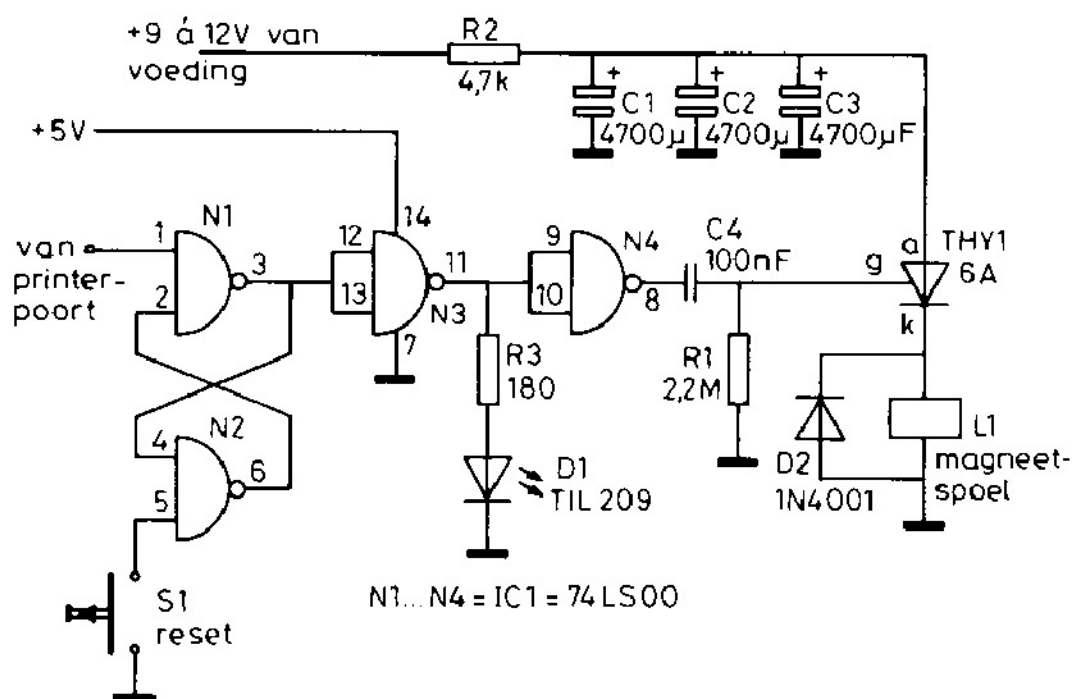 +9 á 12V van
voeding
R2
4,7k
+
C1
4700µ
+
C2
4700µ
+
C3
4700µF
+5V
N1
1
2
3
van
printer-
poort
14
12
13
11
N3
7
9
10
N4
8
C4
100nF
g
a
k
THY1
6A
R3
180
R1
2,2M
N2
4
5
6
D1
TIL 209
D2
1N4001
L1
magneet-
spoel
S1
reset
N1...N4 = IC1 = 74LS00